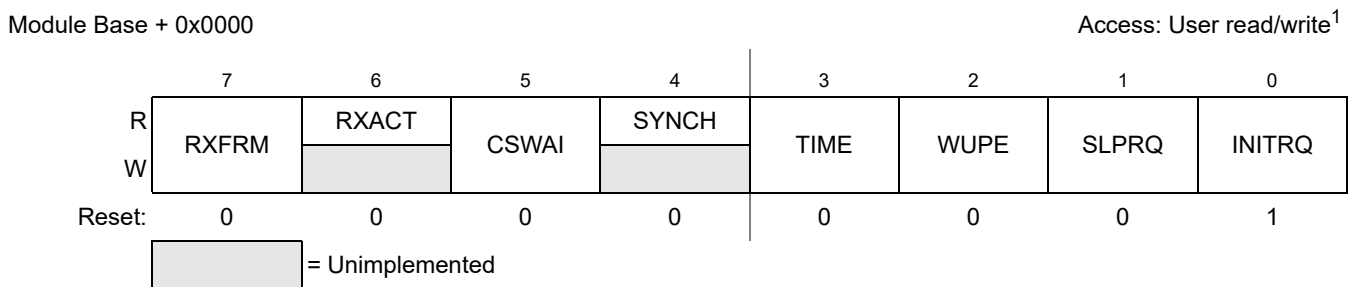 Module Base + 0x0000 Access: User read/write1
7 6 5 4 3 2 1 0
R RXFRM RXACT CSWAI SYNCH TIME WUPE SLPRQ INITRQ
W
Reset: 0 0 0 0 0 0 0 1
= Unimplemented